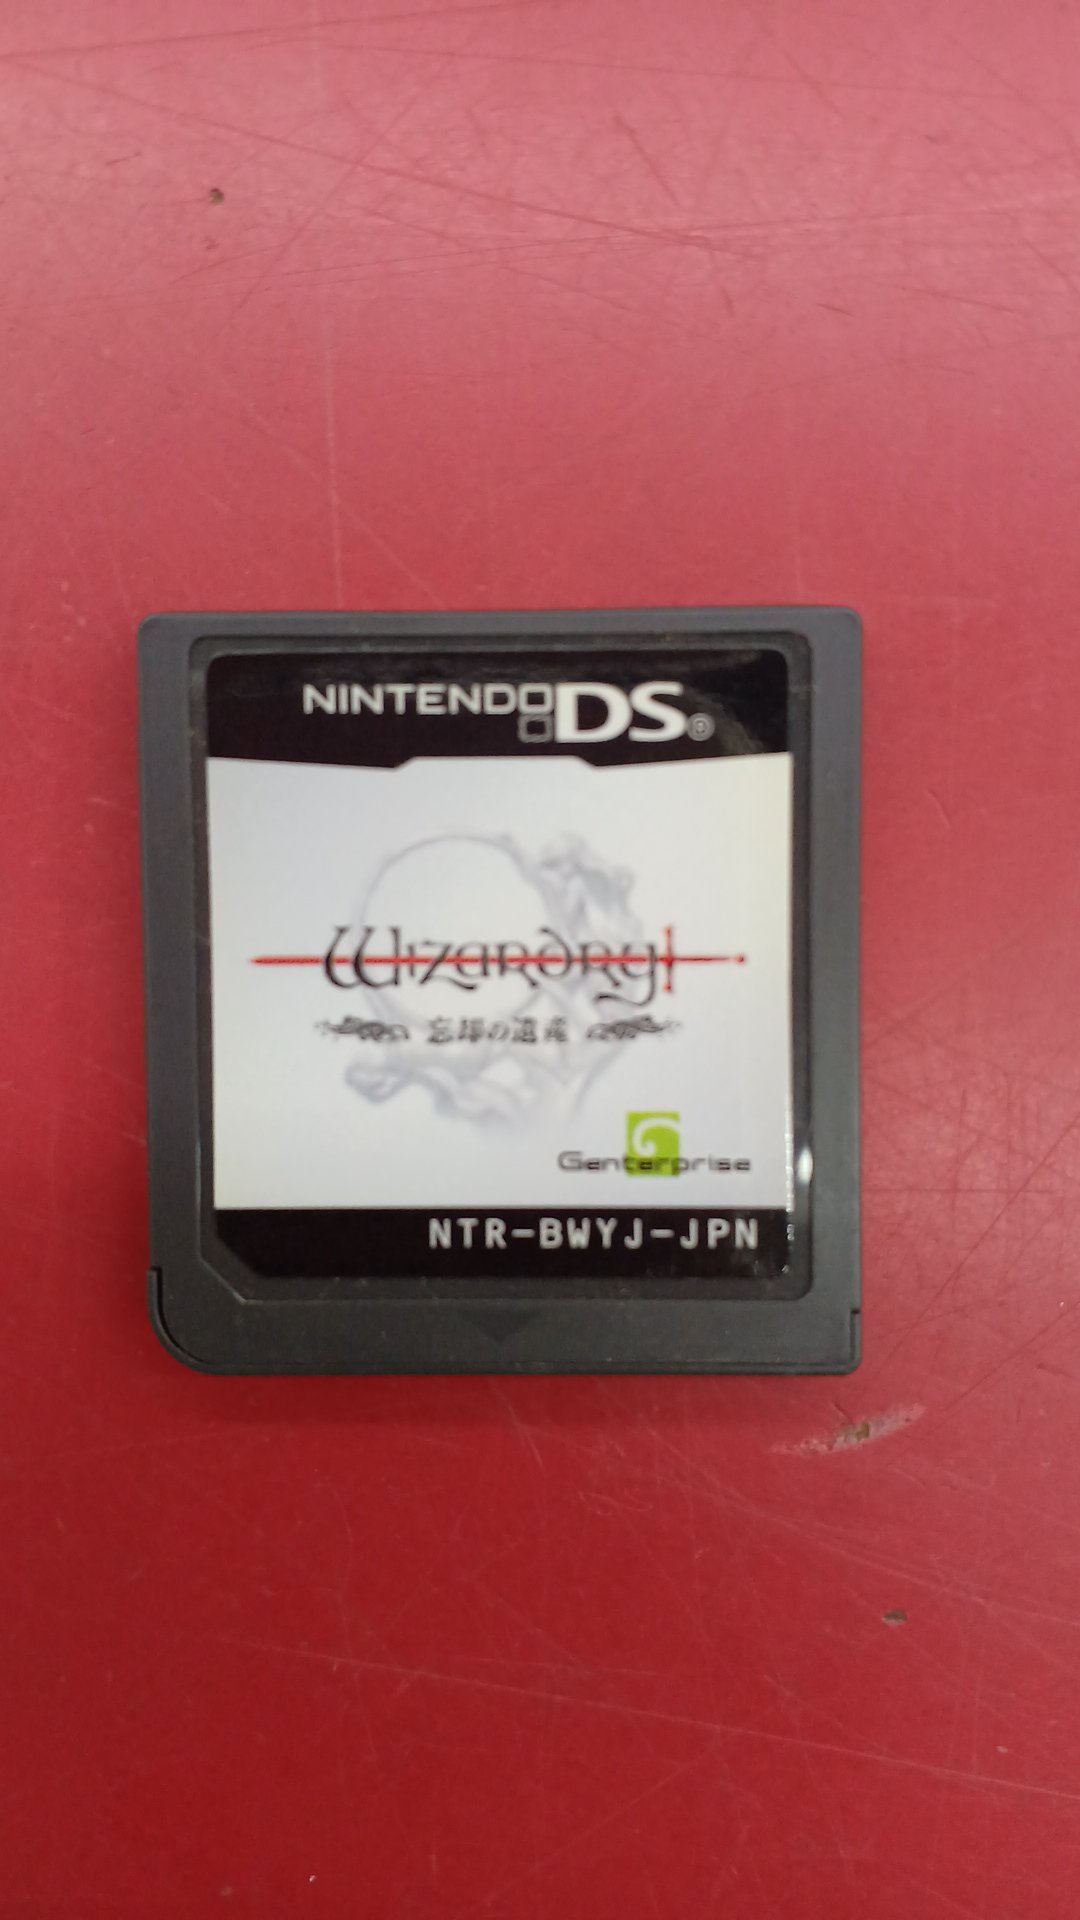 NINTENDO DS®
Wizardry
忘却の遺産
Genterprise
NTR-BWYJ-JPN